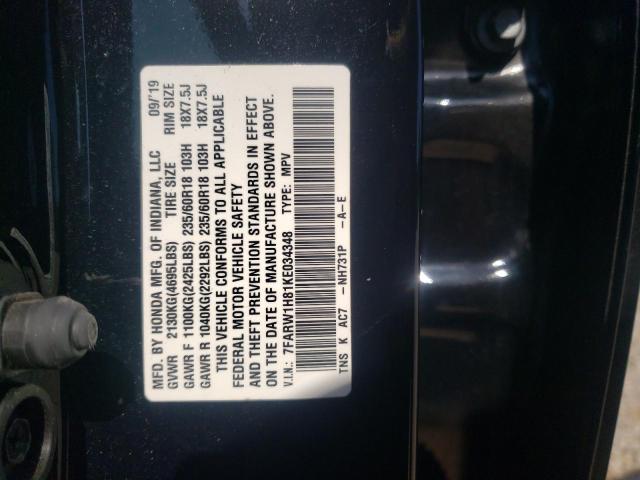 MFD. BY HONDA MFG. OF INDIANA, LLC 09/'19
GVWR 2130KG(4695LBS) TIRE SIZE RIM SIZE
GAWR F 1100KG(2425LBS) 235/60R18 103H 18X7.5J
GAWR R 1040KG(2292LBS) 235/60R18 103H 18X7.5J
THIS VEHICLE CONFORMS TO ALL APPLICABLE
FEDERAL MOTOR VEHICLE SAFETY
AND THEFT PREVENTION STANDARDS IN EFFECT
ON THE DATE OF MANUFACTURE SHOWN ABOVE.
V.I.N.: 7FARW1H81KE034348 TYPE: MPV
TNS K AC7 -NH731P -A-E